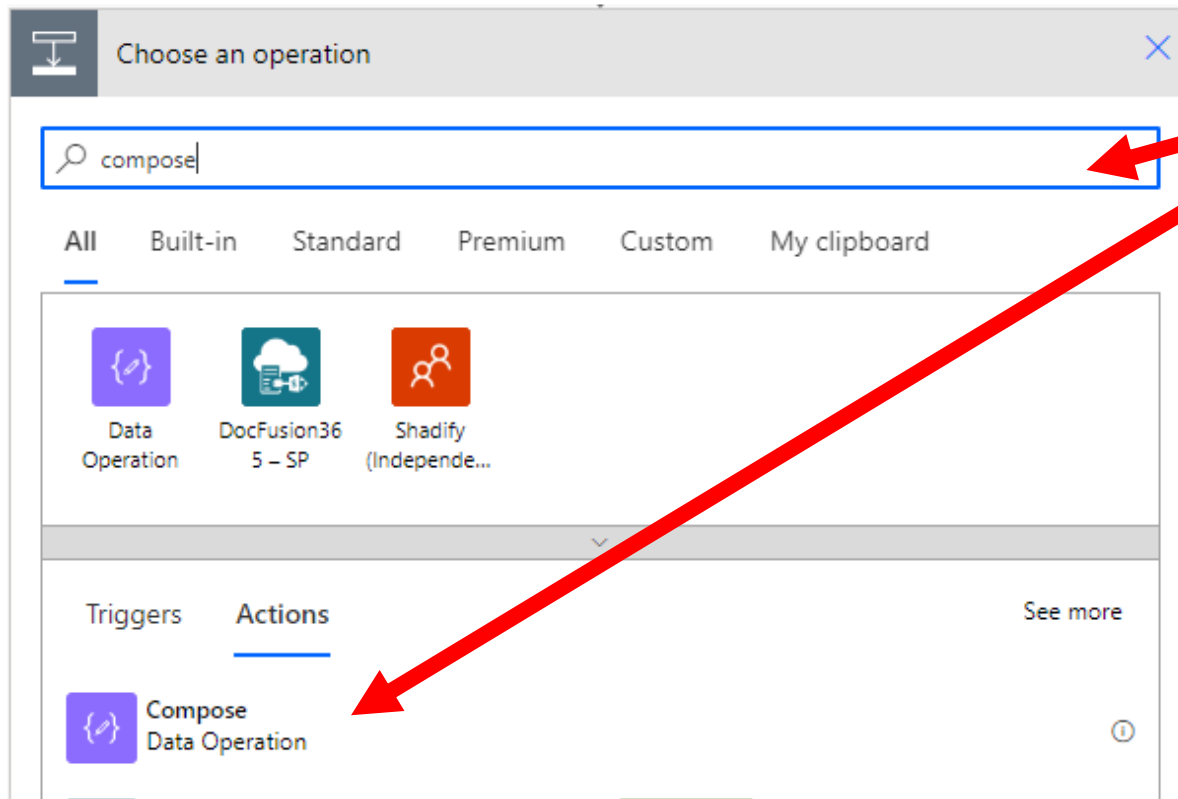 Choose an operation
compose
All Built-in Standard Premium Custom My clipboard
Data Operation
DocFusion36 5 – SP
Shadify (Independe...
Triggers Actions See more
Compose
Data Operation